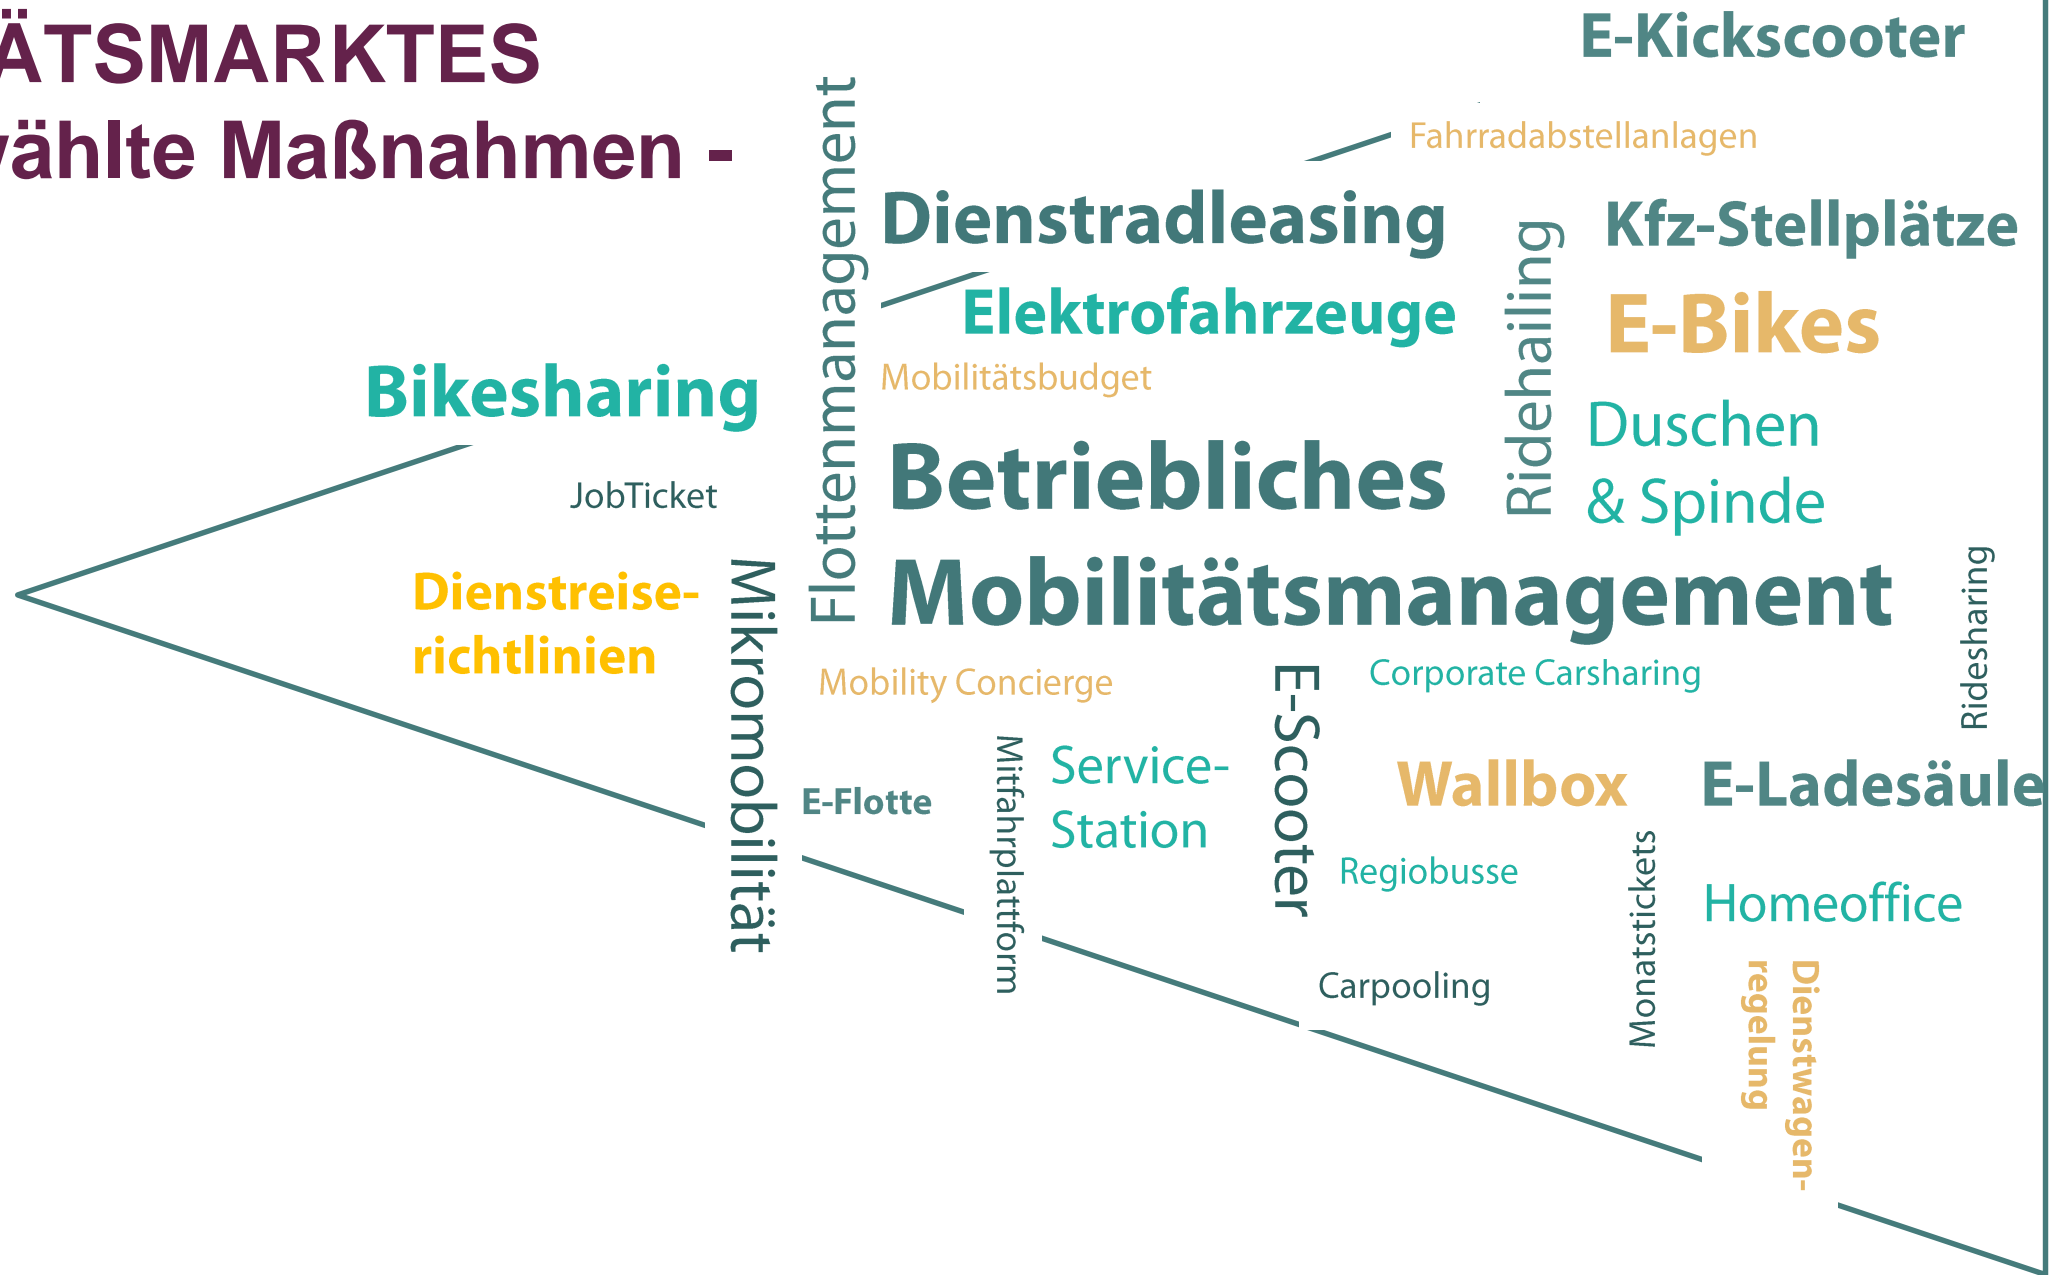 ÄTSMARKTES
vählte Maßnahmen -
E-Kickscooter
Fahrradabstellanlagen
Flottenmanagement
Dienstradleasing
Kfz-Stellplätze
Ridehailing
Elektrofahrzeuge
E-Bikes
Mobilitätsbudget
Bikesharing
Duschen
& Spinde
JobTicket
Betriebliches
Mobilitätsmanagement
Ridesharing
Dienstreise-
richtlinien
Mikromobilität
Mobility Concierge
E-Scooter
Corporate Carsharing
Mitfahrplattform
Service-
Station
E-Flotte
Wallbox
E-Ladesäule
Regiobusse
Monatstickets
Homeoffice
Carpooling
Dienstwagen-
regelung